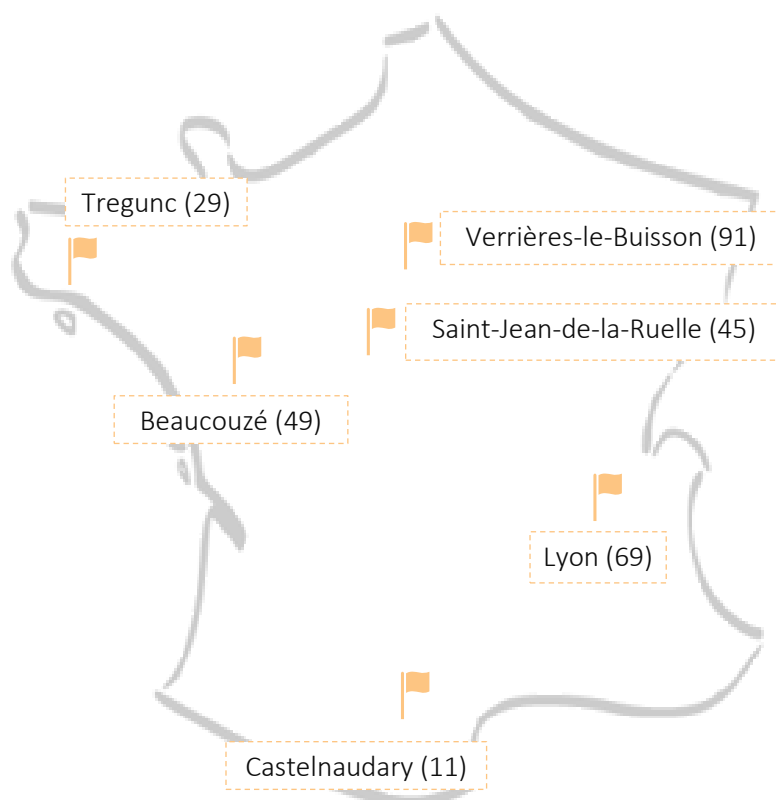 Tregunc (29)
Verrières-le-Buisson (91)
Saint-Jean-de-la-Ruelle (45)
Beaucouzé (49)
Lyon (69)
Castelnaudary (11)